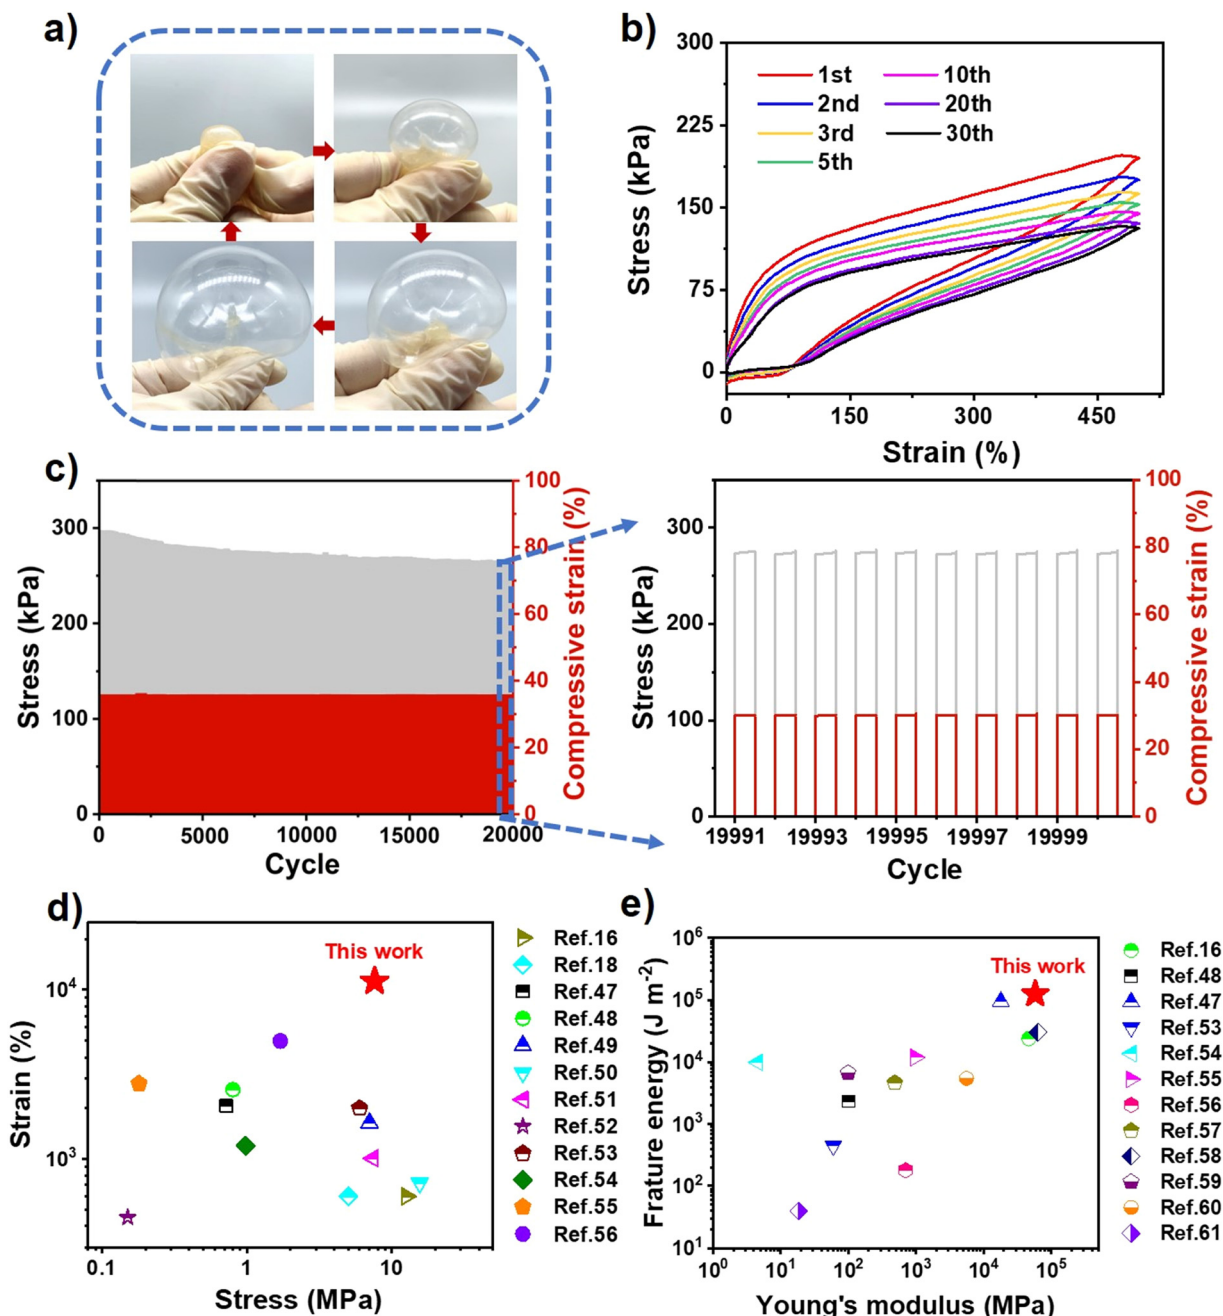 a)
b)
300
225
150
75
0
Stress (kPa)
1st
2nd
3rd
5th
10th
20th
30th
0 150 300 450
Strain (%)
c)
300
200
100
0
Stress (kPa)
100
80
60
40
20
0
Compressive strain (%)
0 5000 10000 15000 20000
Cycle
300
200
100
0
Stress (kPa)
100
80
60
40
20
0
Compressive strain (%)
19991 19993 19995 19997 19999
Cycle
d)
This work
10⁴
10³
Strain (%)
0.1 1 10
Stress (MPa)
Ref.16
Ref.18
Ref.47
Ref.48
Ref.49
Ref.50
Ref.51
Ref.52
Ref.53
Ref.54
Ref.55
Ref.56
e)
This work
10⁶
10⁵
10⁴
10³
10²
10¹
Frature energy (J m⁻²)
10⁰ 10¹ 10² 10³ 10⁴ 10⁵
Young's modulus (MPa)
Ref.16
Ref.48
Ref.47
Ref.53
Ref.54
Ref.55
Ref.56
Ref.57
Ref.58
Ref.59
Ref.60
Ref.61